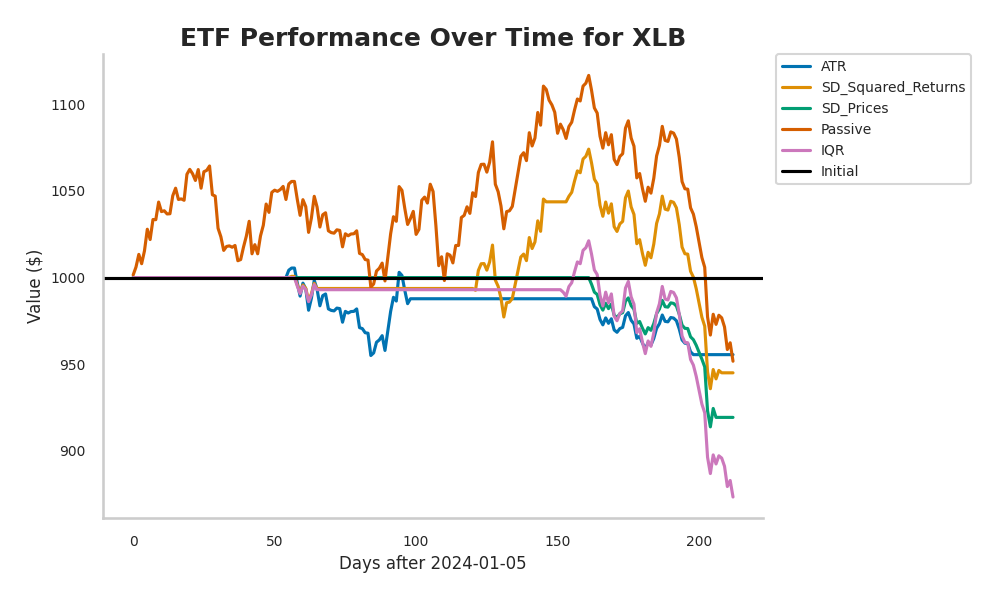 ETF Performance Over Time for XLB
ATR
SD_Squared_Returns
SD_Prices
Passive
IQR
Initial
Value ($)
1100
1050
1000
950
900
0 50 100 150 200
Days after 2024-01-05